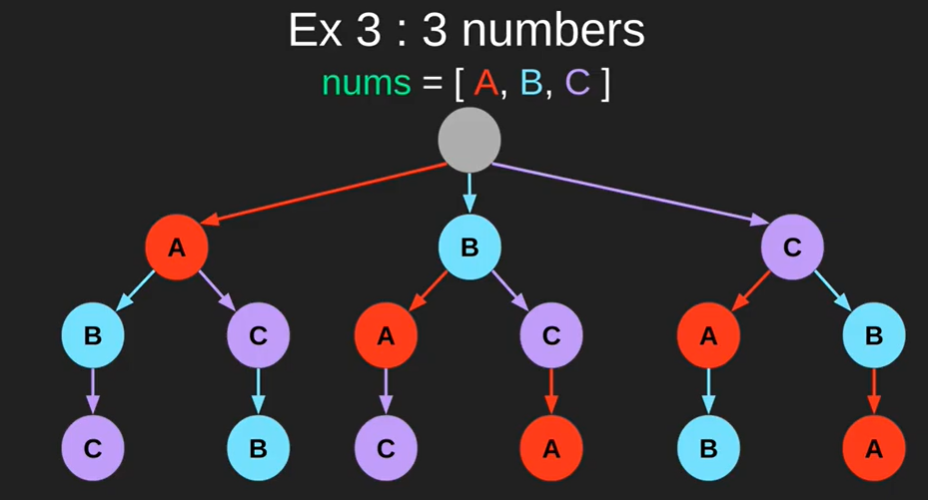 Ex 3 : 3 numbers
nums = [ A, B, C ]
A B C
B C A C A B
C B C A B A